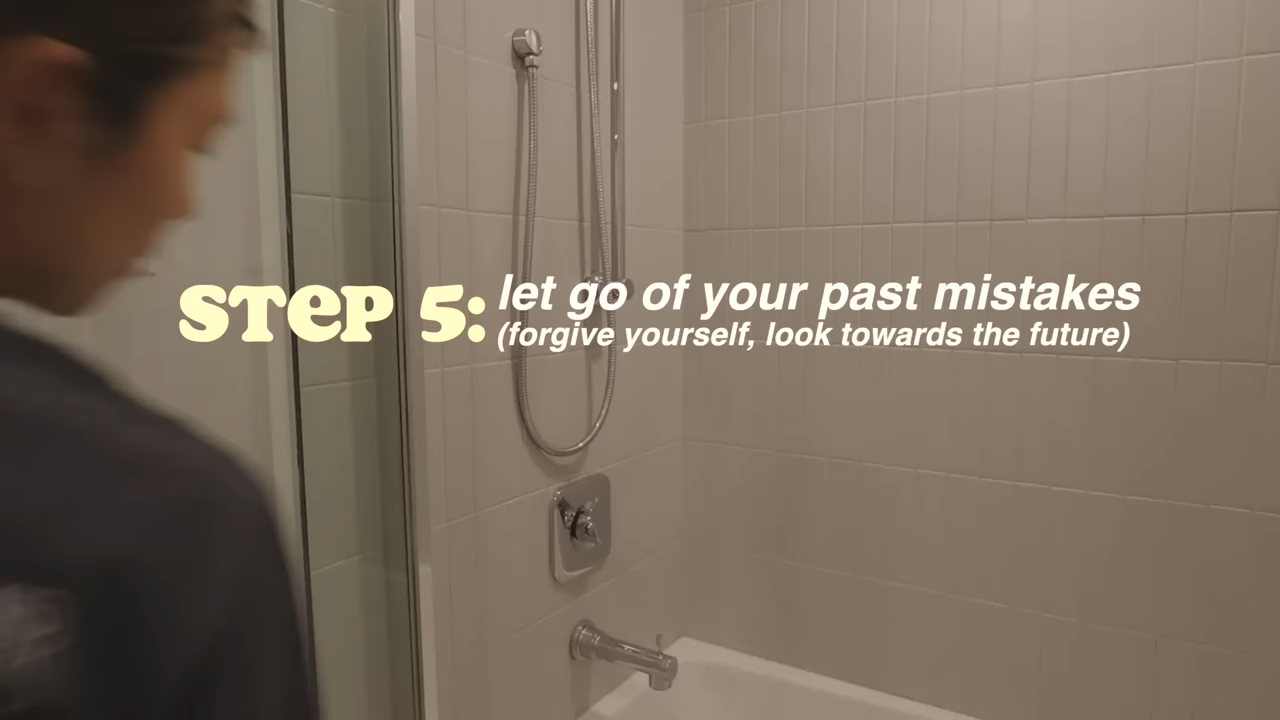 STeP 5: let go of your past mistakes
(forgive yourself, look towards the future)